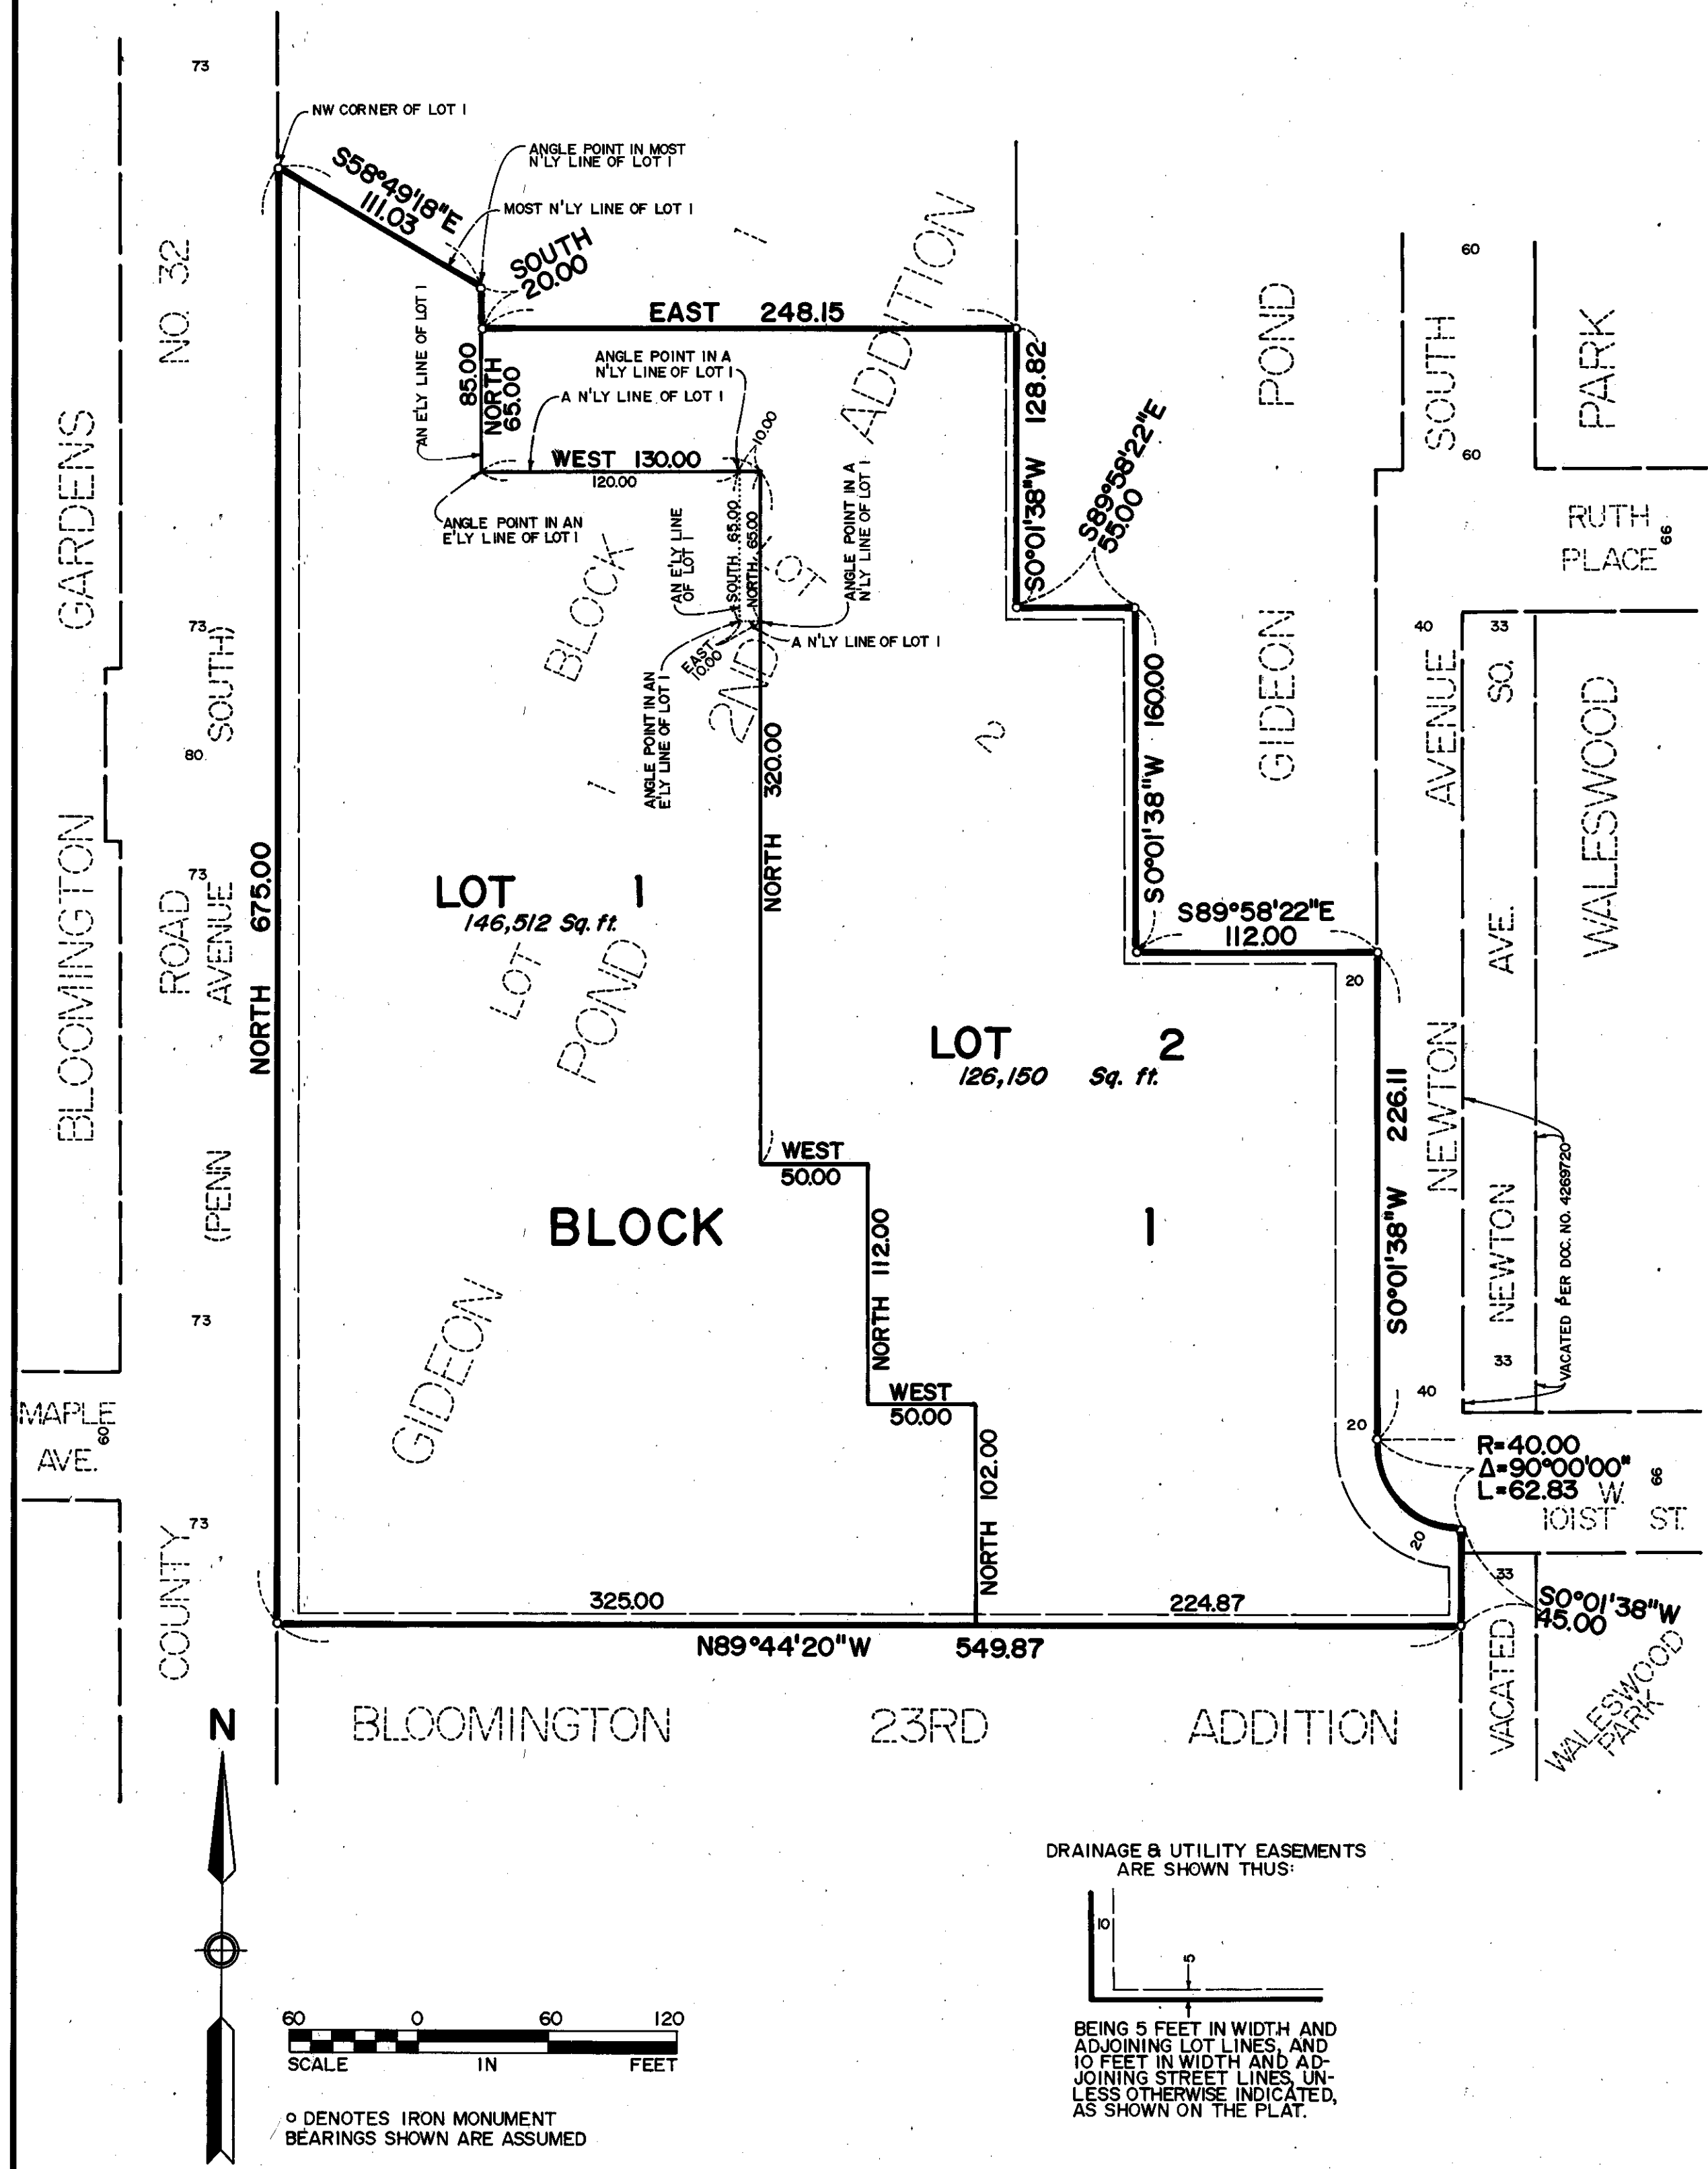 73
NW CORNER OF LOT 1
S58°49'18"E
111.03
ANGLE POINT IN MOST
N'LY LINE OF LOT 1
MOST N'LY LINE OF LOT 1
SOUTH
20.00
EAST 248.15
AN E'LY LINE OF LOT 1
85.00
NORTH
65.00
ANGLE POINT IN A
N'LY LINE OF LOT 1
A N'LY LINE OF LOT 1
10.00
WEST 130.00
120.00
ANGLE POINT IN AN
E'LY LINE OF LOT 1
AN E'LY LINE
OF LOT 1
SOUTH 65.00
NORTH 65.00
ANGLE POINT IN A
N'LY LINE OF LOT 1
A N'LY LINE OF LOT 1
EAST
10.00
ANGLE POINT IN AN
E'LY LINE OF LOT 1
128.82
S0°01'38"W
S89°58'22"E
55.00
S0°01'38"W 160.00
S89°58'22"E
112.00
20
S0°01'38"W 226.11
20
20
R=40.00
Δ=90°00'00"
L=62.83
W.
101ST ST.
66
S0°01'38"W
45.00
33
NORTH 675.00
NORTH 320.00
LOT 1
146,512 Sq. ft.
LOT 2
126,150 Sq. ft.
WEST
50.00
NORTH 112.00
WEST
50.00
NORTH 102.00
BLOCK 1
325.00
224.87
N89°44'20"W 549.87
GIDEON POND 2ND ADDITION
LOT 1 BLOCK 1
2
1
GIDEON POND
60
60
SOUTH
PARK
RUTH
PLACE 66
40
33
NEWTON AVENUE
NEWTON AVE. SO.
WALESWOOD
33
40
VACATED PER DOC. NO. 4269720
BLOOMINGTON GARDENS
COUNTY ROAD NO. 32
(PENN AVENUE SOUTH)
73
80
73
73
73
MAPLE
AVE.
60
BLOOMINGTON 23RD ADDITION
VACATED
WALESWOOD
PARK
N
60 0 60 120
SCALE IN FEET
o DENOTES IRON MONUMENT
BEARINGS SHOWN ARE ASSUMED
DRAINAGE & UTILITY EASEMENTS
ARE SHOWN THUS:
10
5
BEING 5 FEET IN WIDTH AND
ADJOINING LOT LINES, AND
10 FEET IN WIDTH AND AD-
JOINING STREET LINES, UN-
LESS OTHERWISE INDICATED,
AS SHOWN ON THE PLAT.